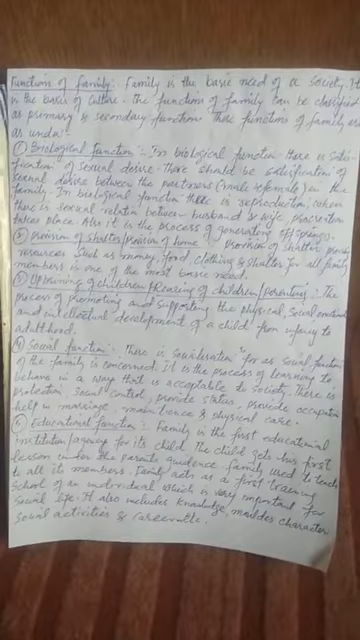 Functions of family: Family is the basic need of a society. It
is the basis of culture. The function of family can be classified
as primary & secondary function. These functions of family are
as under
① Briological function: In biological function there is satis-
fication of sexual desire. There should be satisfication of
sexual desire between the partners (male & female) in the
family. In biological function there is reproduction, when
there is sexual relation between husband & wife, procreation
takes place. Also it is the process of generating offsprings.
② provision of shelter/provision of home provision of shelter,
resources such as money, food clothing & shelter for all family
members is one of the most basic need.
③ Upbrining of children/Rearing of children/parenting: The
process of promoting and supporting the physical, social
and intellectual development of a child from infancy to
adulthood.
④ Social function: There is socialisation for as social function
of the family is concerned. It is the process of learning to
behave in a way that is acceptable to society. There is
protection, social control, provide status, provide occupation
help in marriage, & physical care.
⑤ Educational function: Family is the first educational
institution/agency for its child. The child gets his first
lesson under the parents guidence family used to teach
to all its members. Family acts as a first training
school of an individual which is very important for
social life. It also includes knowledge, mouldes character
social activities &